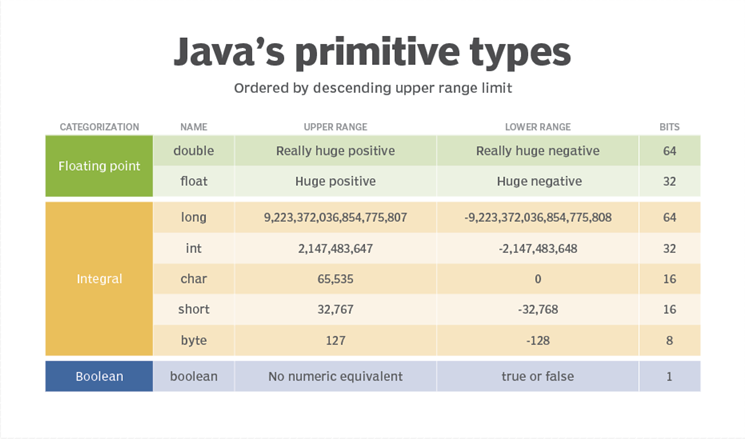 Java's primitive types
Ordered by descending upper range limit
CATEGORIZATION NAME UPPER RANGE LOWER RANGE BITS
Floating point
double Really huge positive Really huge negative 64
float Huge positive Huge negative 32
Integral
long 9,223,372,036,854,775,807 -9,223,372,036,854,775,808 64
int 2,147,483,647 -2,147,483,648 32
char 65,535 0 16
short 32,767 -32,768 16
byte 127 -128 8
Boolean boolean No numeric equivalent true or false 1